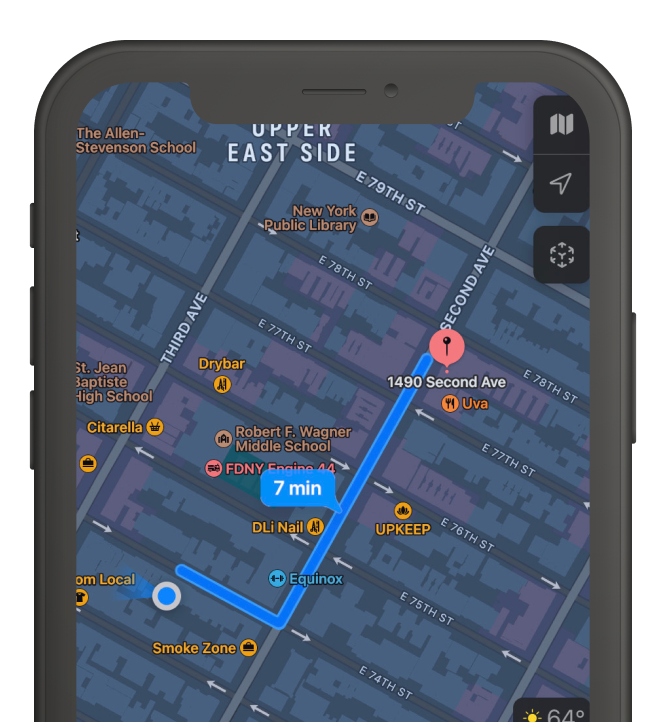 UPPER
EAST SIDE
The Allen-
Stevenson School
E 79TH ST
New York
Public Library
E 78TH ST
SECOND AVE
THIRD AVE
E 77TH ST
1490 Second Ave
Uva
E 78TH ST
St. Jean
Baptiste
High School
Drybar
Citarella
Robert F. Wagner
Middle School
FDNY Engine 44
7 min
E 77TH ST
DLi Nail
UPKEEP
E 76TH ST
om Local
Equinox
E 75TH ST
Smoke Zone
E 74TH ST
64°